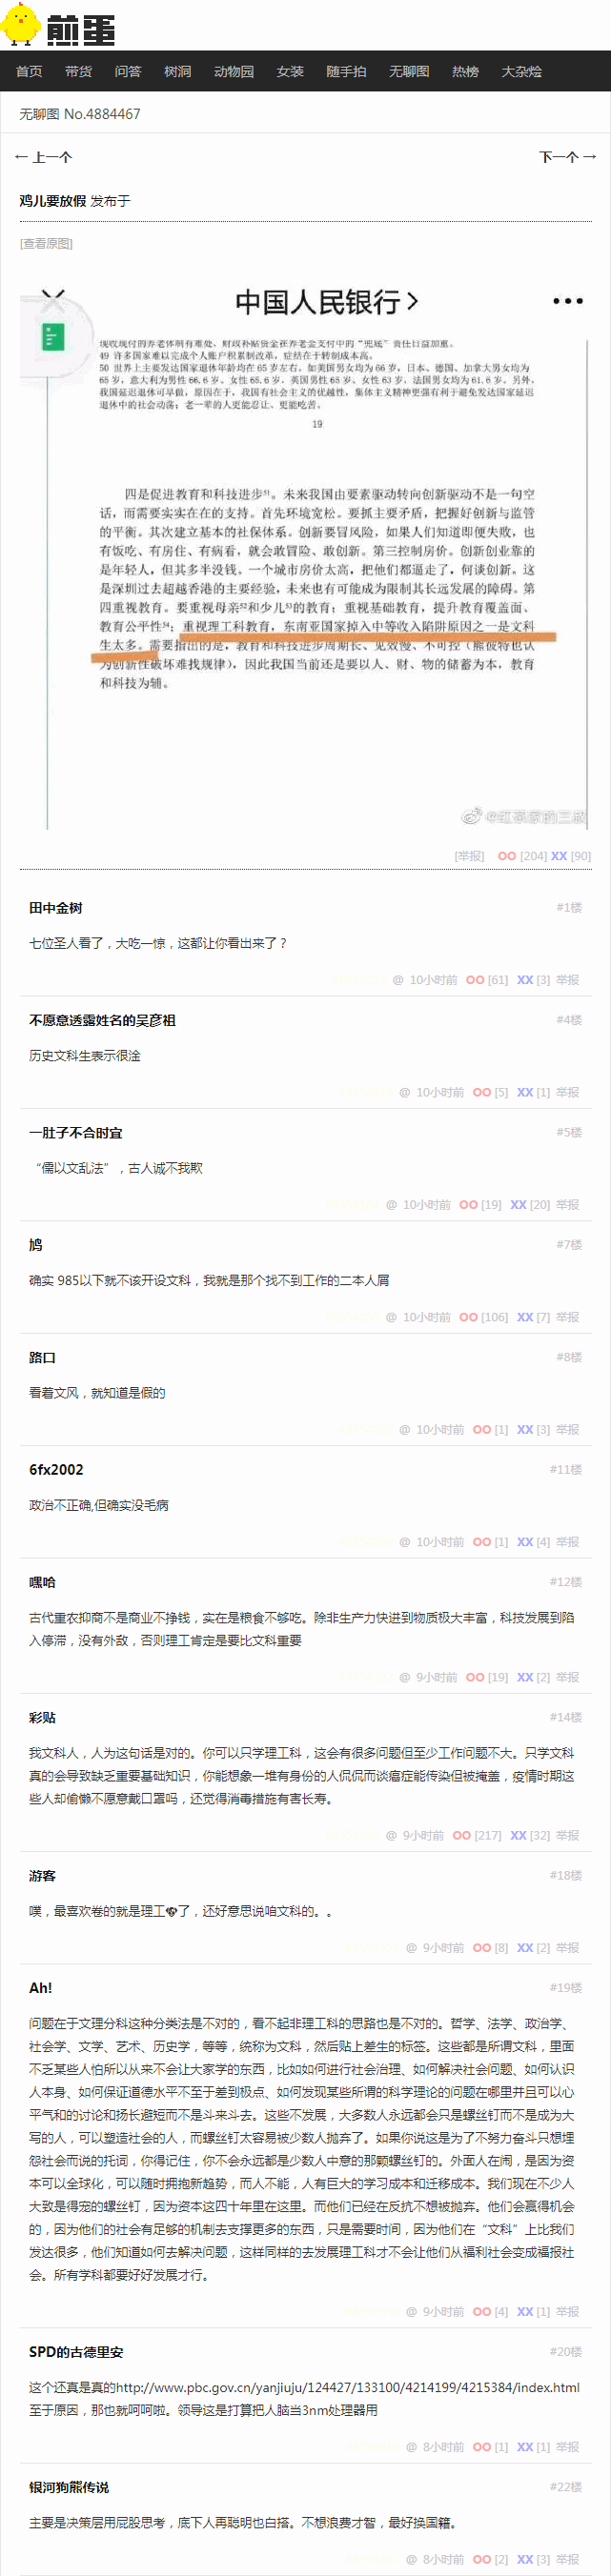 煎蛋
首页 带货 问答 树洞 动物园 女装 随手拍 无聊图 热榜 大杂烩
无聊图 No.4884467
← 上一个 下一个 →
鸡儿要放假 发布于
[查看原图]
中国人民银行 >
现收现付的养老体制有难处、财政补贴资金在养老金支付中的“兜底”责任日益加重。
49 许多国家难以完成个人账户积累制改革，症结在于转制成本高。
50 世界上主要发达国家退休年龄均在65岁左右，如美国男女均为66岁，日本、德国、加拿大男女均为
65岁，意大利为男性66.6岁、女性65.6岁，英国男性65岁、女性63岁，法国男女均为61.6岁。另外，
我国延迟退休可早做，原因在于，我国有社会主义的优越性，集体主义精神更强有利于避免发达国家延迟
退休中的社会动荡；老一辈的人更能忍让、更能吃苦。
19
四是促进教育和科技进步51。未来我国由要素驱动转向创新驱动不是一句空
话，而需要实实在在的支持。首先环境宽松。要抓主要矛盾，把握好创新与监管
的平衡。其次建立基本的社保体系。创新要冒风险，如果人们知道即便失败，也
有饭吃、有房住、有病看，就会敢冒险、敢创新。第三控制房价。创新创业靠的
是年轻人，但其多半没钱。一个城市房价太高，把他们都逼走了，何谈创新。这
是深圳过去超越香港的主要经验，未来也有可能成为限制其长远发展的障碍。第
四重视教育。要重视母亲52和少儿53的教育；重视基础教育，提升教育覆盖面、
教育公平性54；重视理工科教育，东南亚国家掉入中等收入陷阱原因之一是文科
生太多。需要指出的是，教育和科技进步周期长、见效慢、不可控（熊彼特也认
为创新性破坏难找规律），因此我国当前还是要以人、财、物的储蓄为本，教育
和科技为辅。
[举报] OO [204] XX [90]
田中金树 #1楼
七位圣人看了，大吃一惊，这都让你看出来了？
@ 10小时前 OO [61] XX [3] 举报
不愿意透露姓名的吴彦祖 #4楼
历史文科生表示很淦
@ 10小时前 OO [5] XX [1] 举报
一肚子不合时宜 #5楼
“儒以文乱法”，古人诚不我欺
@ 10小时前 OO [19] XX [20] 举报
鸠 #7楼
确实 985以下就不该开设文科，我就是那个找不到工作的二本人屑
@ 10小时前 OO [106] XX [7] 举报
路口 #8楼
看着文风，就知道是假的
@ 10小时前 OO [1] XX [3] 举报
6fx2002 #11楼
政治不正确,但确实没毛病
@ 10小时前 OO [1] XX [4] 举报
嘿哈 #12楼
古代重农抑商不是商业不挣钱，实在是粮食不够吃。除非生产力快进到物质极大丰富，科技发展到陷
入停滞，没有外敌，否则理工肯定是要比文科重要
@ 9小时前 OO [19] XX [2] 举报
彩贴 #14楼
我文科人，人为这句话是对的。你可以只学理工科，这会有很多问题但至少工作问题不大。只学文科
真的会导致缺乏重要基础知识，你能想象一堆有身份的人侃侃而谈癌症能传染但被掩盖，疫情时期这
些人却偷懒不愿意戴口罩吗，还觉得消毒措施有害长寿。
@ 9小时前 OO [217] XX [32] 举报
游客 #18楼
噗，最喜欢卷的就是理工了，还好意思说咱文科的。。
@ 9小时前 OO [8] XX [2] 举报
Ah! #19楼
问题在于文理分科这种分类法是不对的，看不起非理工科的思路也是不对的。哲学、法学、政治学、
社会学、文学、艺术、历史学，等等，统称为文科，然后贴上差生的标签。这些都是所谓文科，里面
不乏某些人怕所以从来不会让大家学的东西，比如如何进行社会治理、如何解决社会问题、如何认识
人本身、如何保证道德水平不至于差到极点、如何发现某些所谓的科学理论的问题在哪里并且可以心
平气和的讨论和扬长避短而不是斗来斗去。这些不发展，大多数人永远都会只是螺丝钉而不是成为大
写的人，可以塑造社会的人，而螺丝钉太容易被少数人抛弃了。如果你说这是为了不努力奋斗只想埋
怨社会而说的托词，你得记住，你不会永远都是少数人中意的那颗螺丝钉的。外面人在闹，是因为资
本可以全球化，可以随时拥抱新趋势，而人不能，人有巨大的学习成本和迁移成本。我们现在不少人
大致是得宠的螺丝钉，因为资本这四十年里在这里。而他们已经在反抗不想被抛弃。他们会赢得机会
的，因为他们的社会有足够的机制去支撑更多的东西，只是需要时间，因为他们在“文科”上比我们
发达很多，他们知道如何去解决问题，这样同样的去发展理工科才不会让他们从福利社会变成福报社
会。所有学科都要好好发展才行。
@ 9小时前 OO [4] XX [1] 举报
SPD的古德里安 #20楼
这个还真是真的http://www.pbc.gov.cn/yanjiuju/124427/133100/4214199/4215384/index.html
至于原因，那也就呵呵啦。领导这是打算把人脑当3nm处理器用
@ 8小时前 OO [1] XX [1] 举报
银河狗熊传说 #22楼
主要是决策层用屁股思考，底下人再聪明也白搭。不想浪费才智，最好换国籍。
@ 8小时前 OO [2] XX [3] 举报